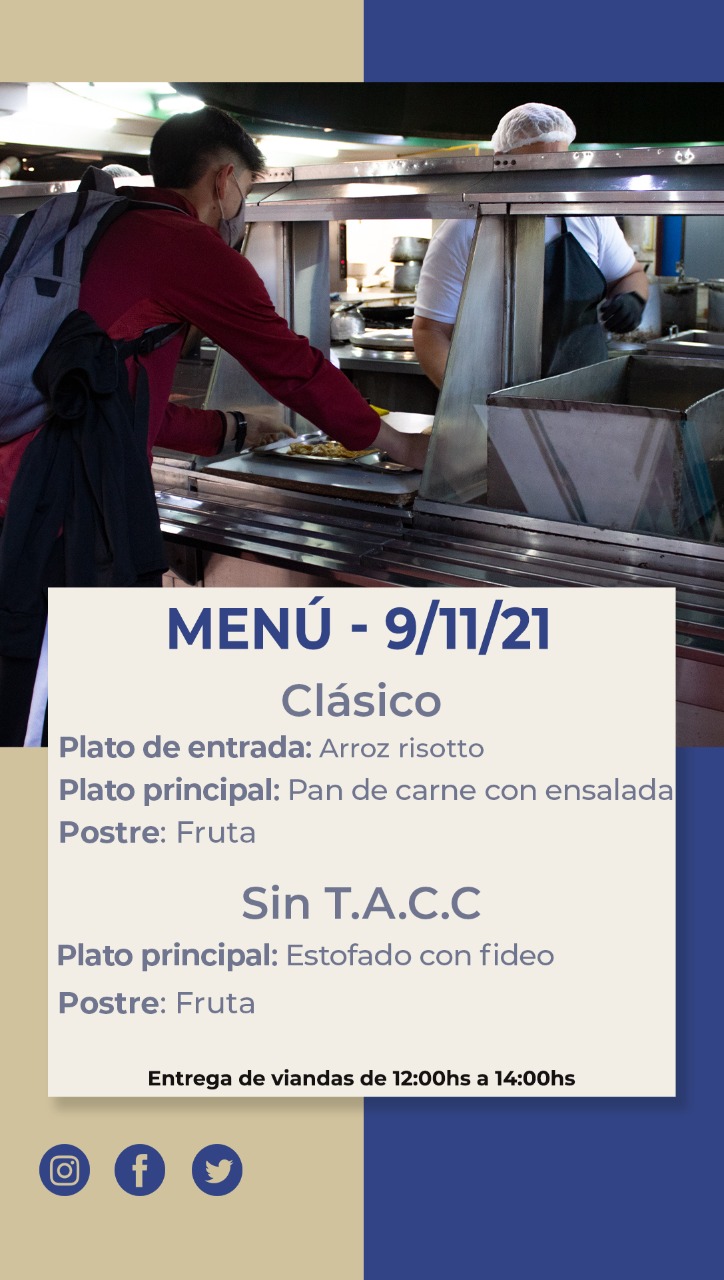 MENÚ - 9/11/21
Clásico
Plato de entrada: Arroz risotto
Plato principal: Pan de carne con ensalada
Postre: Fruta
Sin T.A.C.C
Plato principal: Estofado con fideo
Postre: Fruta
Entrega de viandas de 12:00hs a 14:00hs